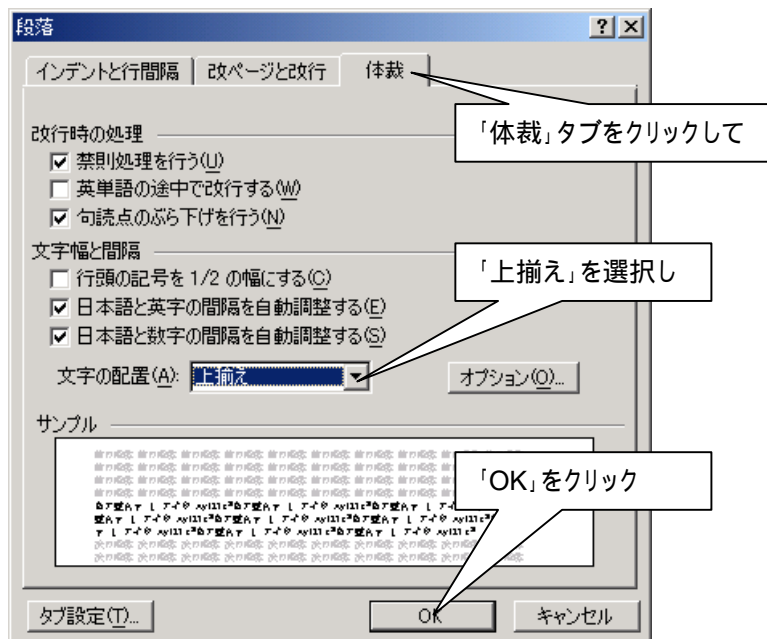 段落
インデントと行間隔 改ページと改行 体裁
「体裁」タブをクリックして
改行時の処理
禁則処理を行う(U)
英単語の途中で改行する(W)
句読点のぶら下げを行う(N)
文字幅と間隔
行頭の記号を 1/2 の幅にする(C)
「上揃え」を選択し
日本語と英字の間隔を自動調整する(E)
日本語と数字の間隔を自動調整する(S)
文字の配置(A): 上揃え オプション(O)...
サンプル
「OK」をクリック
タブ設定(T)... OK キャンセル